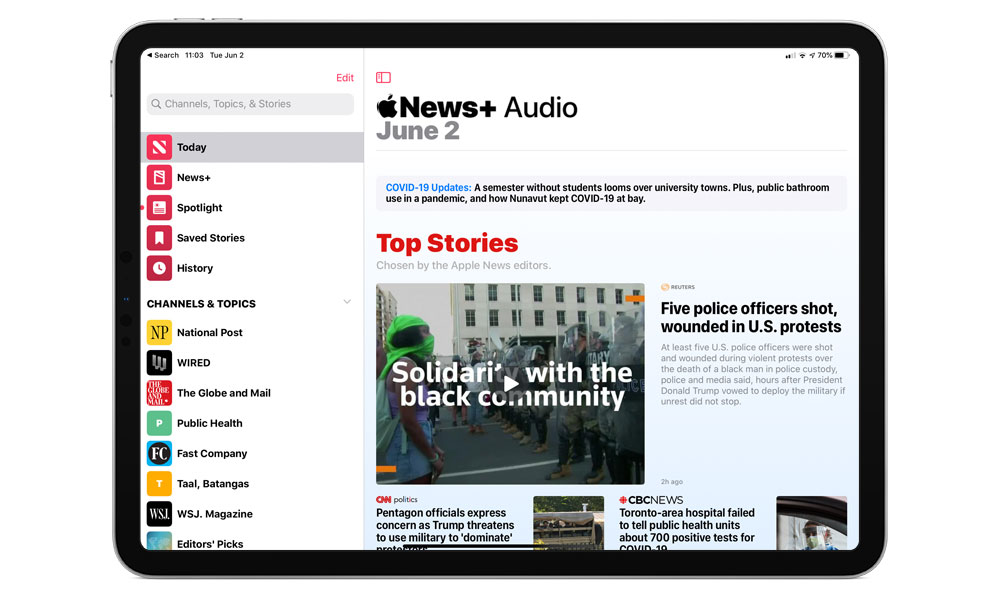 Search 11:03 Tue Jun 2
70%
Edit
Channels, Topics, & Stories
Today
News+
Spotlight
Saved Stories
History
CHANNELS & TOPICS
NP National Post
WIRED
THE GLOBE AND MAIL The Globe and Mail
P Public Health
FC Fast Company
T Taal, Batangas
WSJ. WSJ. Magazine
Editors' Picks
News+ Audio
June 2
COVID-19 Updates: A semester without students looms over university towns. Plus, public bathroom
use in a pandemic, and how Nunavut kept COVID-19 at bay.
Top Stories
Chosen by the Apple News editors.
Solidarity with the
black community
REUTERS
Five police officers shot,
wounded in U.S. protests
At least five U.S. police officers were shot
and wounded during violent protests over
the death of a black man in police custody,
police and media said, hours after President
Donald Trump vowed to deploy the military if
unrest did not stop.
2h ago
CNN politics
Pentagon officials express
concern as Trump threatens
to use military to 'dominate'
protestors
CBCNEWS
Toronto-area hospital failed
to tell public health units
about 700 positive tests for
COVID-19